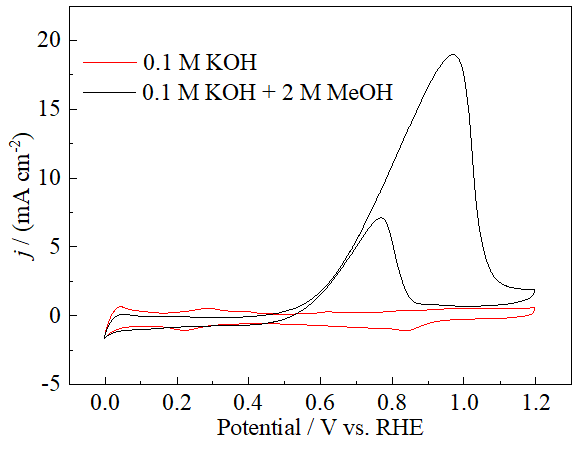 20
15
10
5
0
-5
j / (mA cm⁻²)
0.1 M KOH
0.1 M KOH + 2 M MeOH
0.0 0.2 0.4 0.6 0.8 1.0 1.2
Potential / V vs. RHE